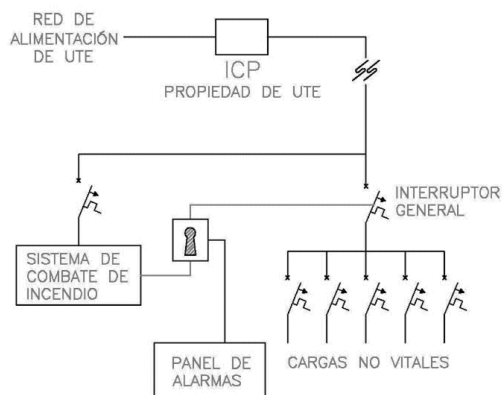 RED DE
ALIMENTACIÓN
DE UTE
ICP
PROPIEDAD DE UTE
INTERRUPTOR
GENERAL
SISTEMA DE
COMBATE DE
INCENDIO
PANEL DE
ALARMAS
CARGAS NO VITALES